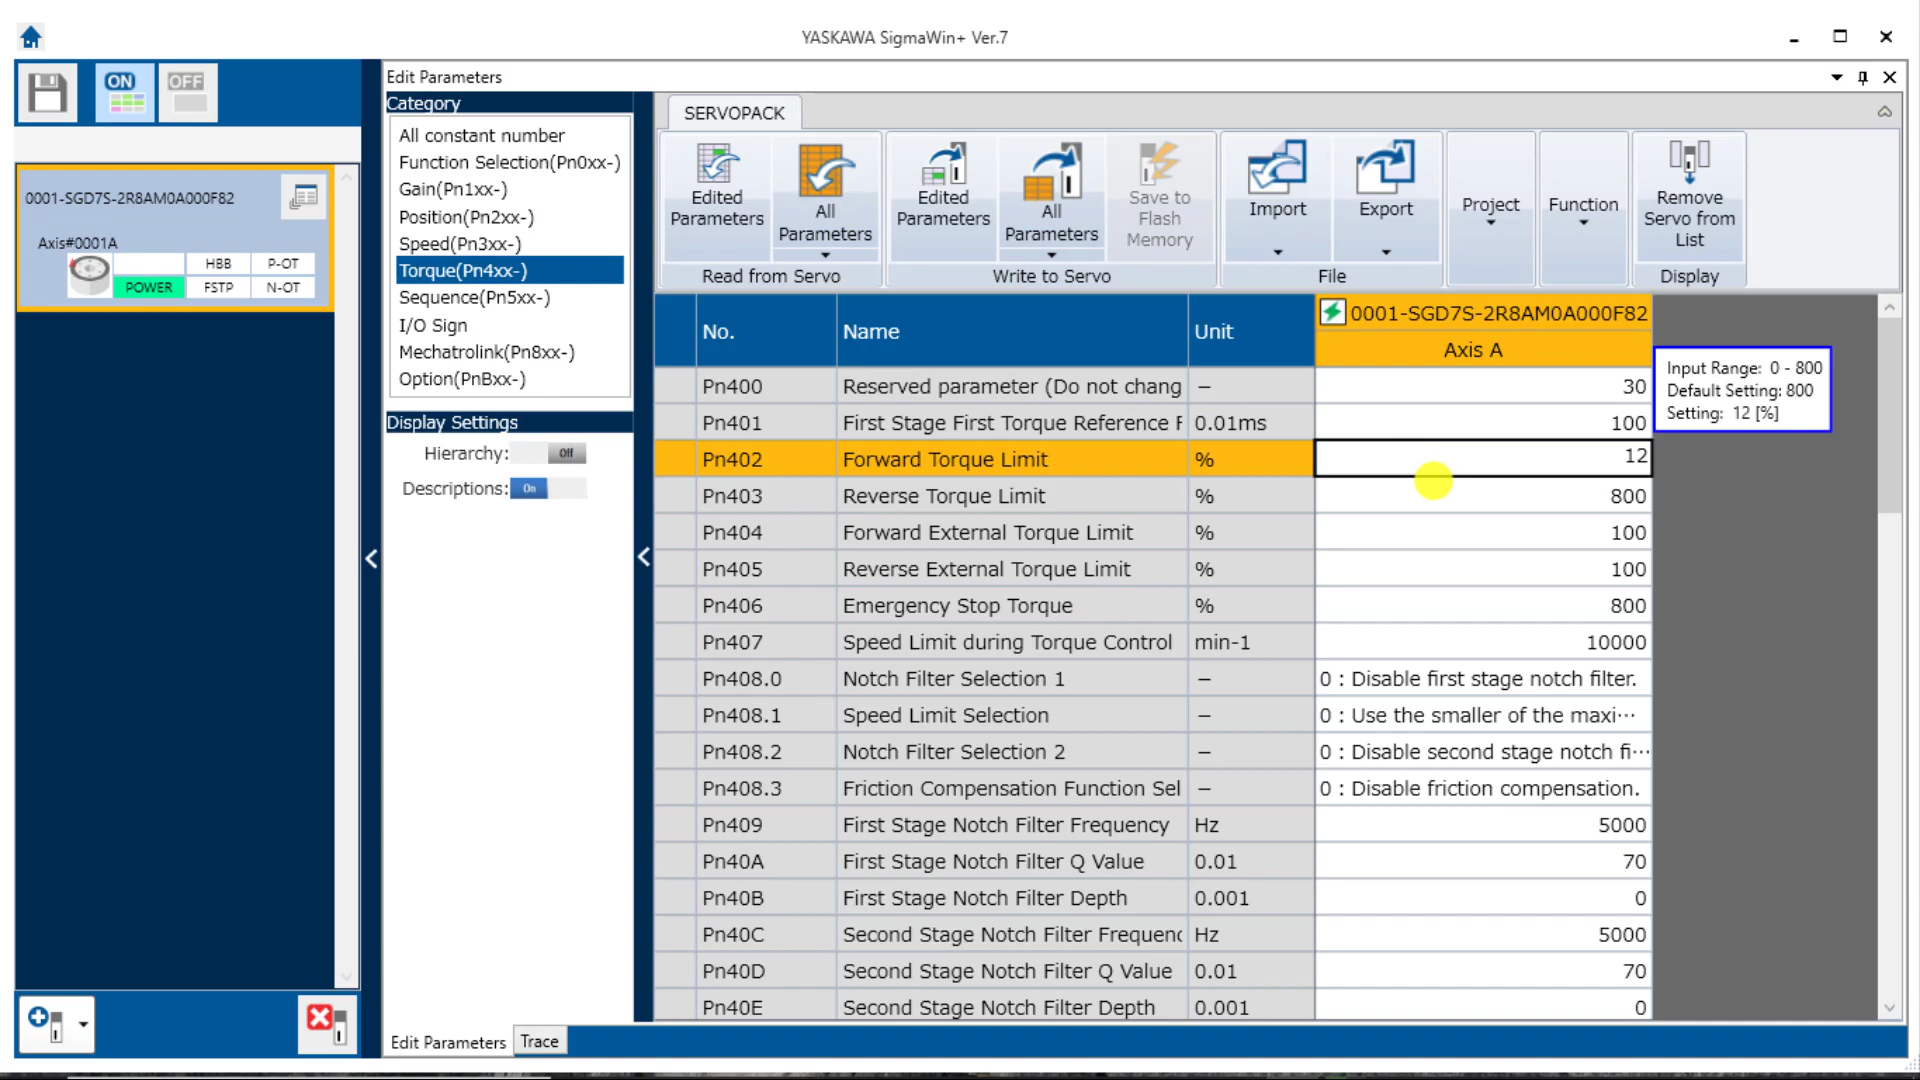 YASKAWA SigmaWin+ Ver.7
ON
OFF
0001-SGD7S-2R8AM0A000F82
Axis#0001A
HBB P-OT
POWER FSTP N-OT
Edit Parameters
Category
All constant number
Function Selection(Pn0xx-)
Gain(Pn1xx-)
Position(Pn2xx-)
Speed(Pn3xx-)
Torque(Pn4xx-)
Sequence(Pn5xx-)
I/O Sign
Mechatrolink(Pn8xx-)
Option(PnBxx-)
Display Settings
Hierarchy: Off
Descriptions: On
SERVOPACK
Edited Parameters
All Parameters
Read from Servo
Edited Parameters
All Parameters
Save to Flash Memory
Write to Servo
Import
Export
File
Project
Function
Remove Servo from List
Display
No. Name Unit 0001-SGD7S-2R8AM0A000F82
Axis A
Pn400 Reserved parameter (Do not chang – 30
Pn401 First Stage First Torque Reference F 0.01ms 100
Pn402 Forward Torque Limit % 12
Pn403 Reverse Torque Limit % 800
Pn404 Forward External Torque Limit % 100
Pn405 Reverse External Torque Limit % 100
Pn406 Emergency Stop Torque % 800
Pn407 Speed Limit during Torque Control min-1 10000
Pn408.0 Notch Filter Selection 1 – 0 : Disable first stage notch filter.
Pn408.1 Speed Limit Selection – 0 : Use the smaller of the maxi···
Pn408.2 Notch Filter Selection 2 – 0 : Disable second stage notch fi···
Pn408.3 Friction Compensation Function Sel – 0 : Disable friction compensation.
Pn409 First Stage Notch Filter Frequency Hz 5000
Pn40A First Stage Notch Filter Q Value 0.01 70
Pn40B First Stage Notch Filter Depth 0.001 0
Pn40C Second Stage Notch Filter Frequenc Hz 5000
Pn40D Second Stage Notch Filter Q Value 0.01 70
Pn40E Second Stage Notch Filter Depth 0.001 0
Input Range: 0 - 800
Default Setting: 800
Setting: 12 [%]
Edit Parameters Trace